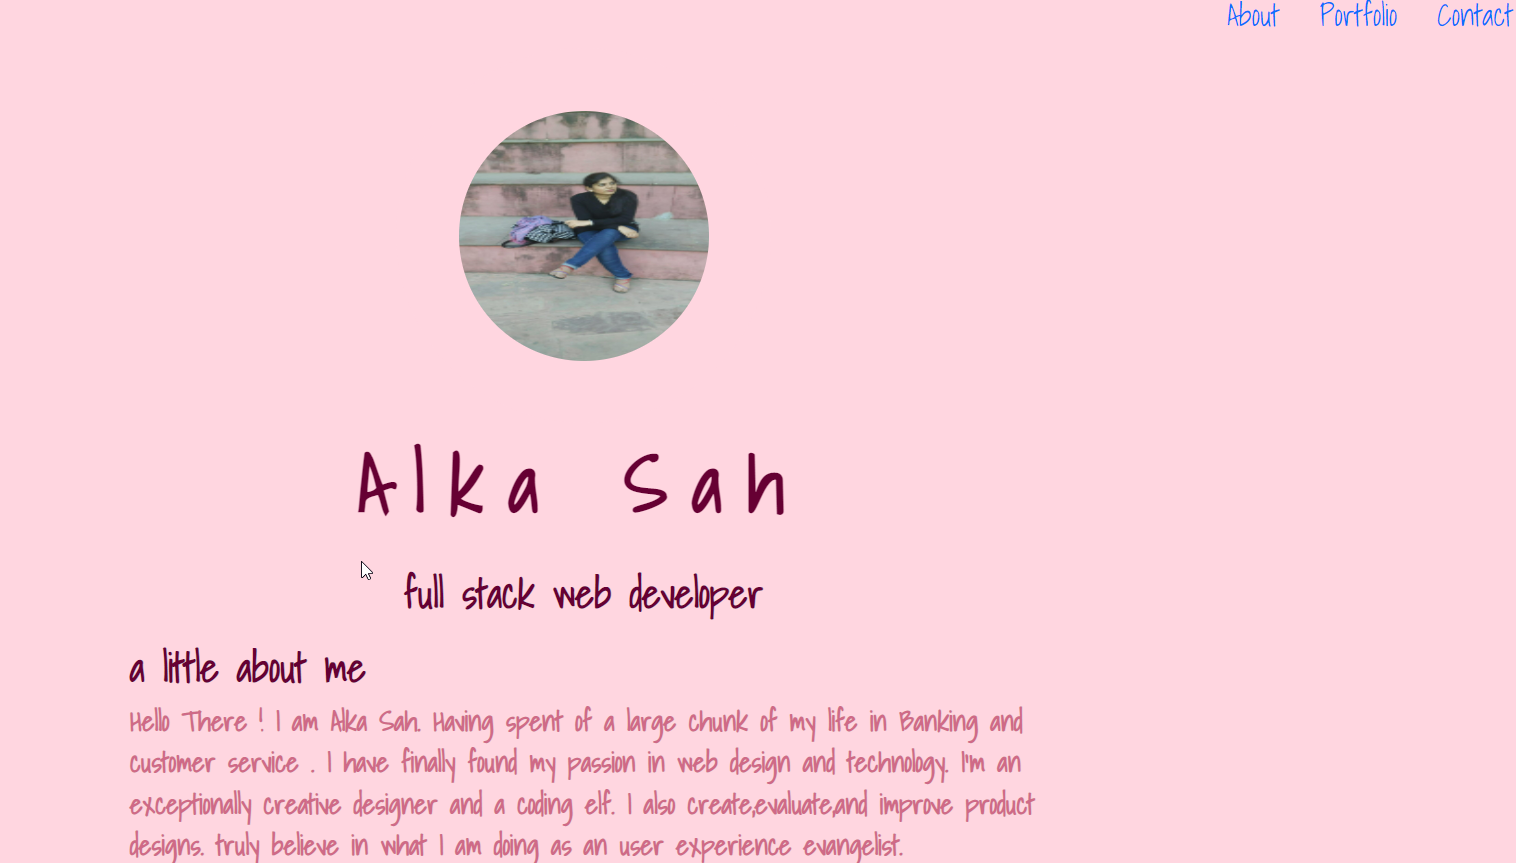 About Portfolio Contact
Alka Sah
full stack web developer
a little about me
Hello There ! I am Alka Sah. Having spent of a large chunk of my life in Banking and
customer service . I have finally found my passion in web design and technology. I'm an
exceptionally creative designer and a coding elf. I also create,evaluate,and improve product
designs. truly believe in what I am doing as an user experience evangelist.